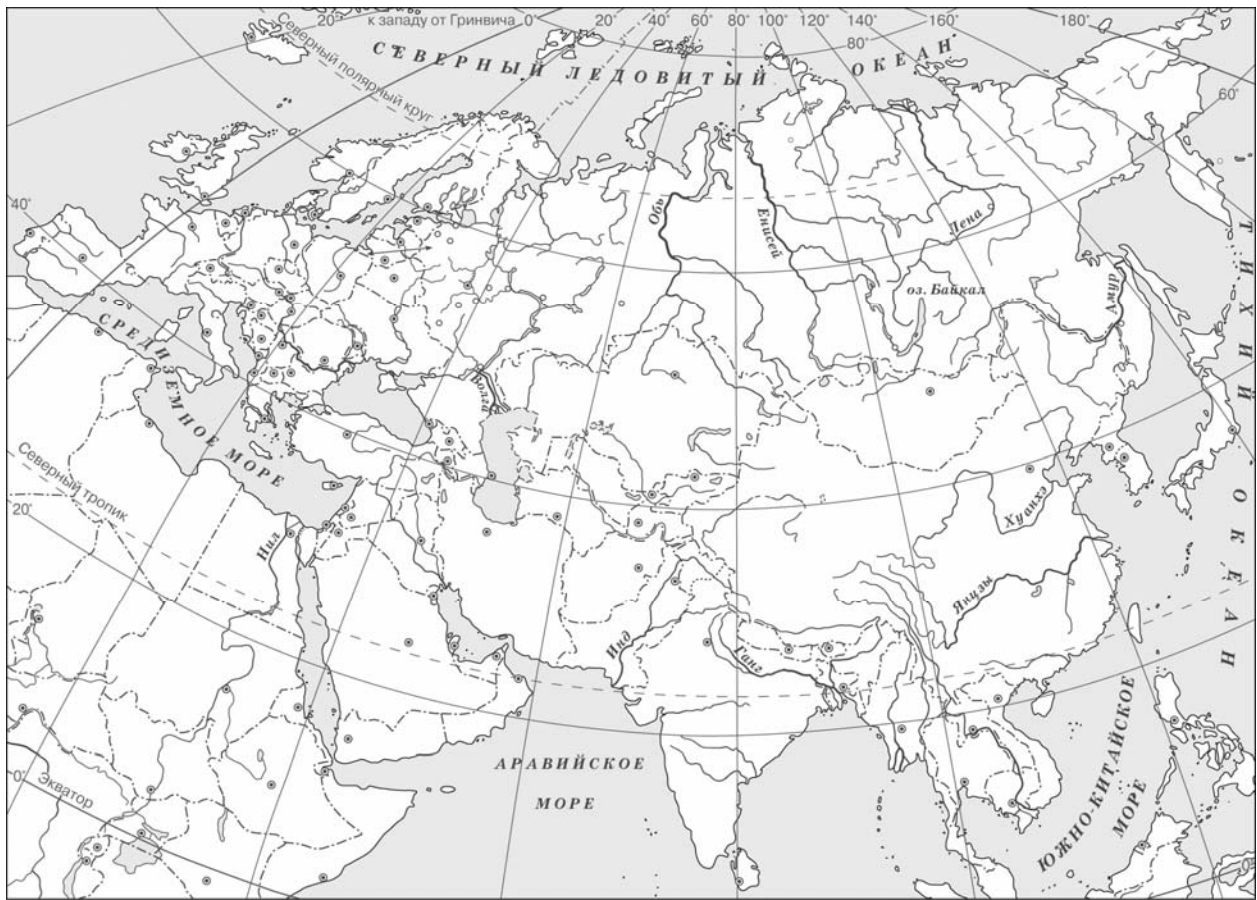 20° к западу от Гринвича 0° 20° 40° 60° 80° 100° 120° 140° 160° 180°
80°
60°
Северный полярный круг
СЕВЕРНЫЙ ЛЕДОВИТЫЙ ОКЕАН
40°
Обь
Енисей
Лена
оз. Байкал
Амур
ТИХИЙ ОКЕАН
СРЕДИЗЕМНОЕ МОРЕ
Волга
Северный тропик
20°
Нил
Хуанхэ
Янцзы
Инд
Ганг
АРАВИЙСКОЕ
МОРЕ
ЮЖНО-КИТАЙСКОЕ
МОРЕ
Экватор
0°
0°